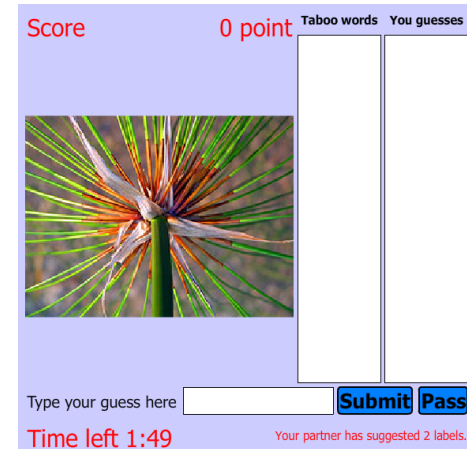 Score
0 point
Taboo words
You guesses
Type your guess here
Submit
Pass
Time left 1:49
Your partner has suggested 2 labels.